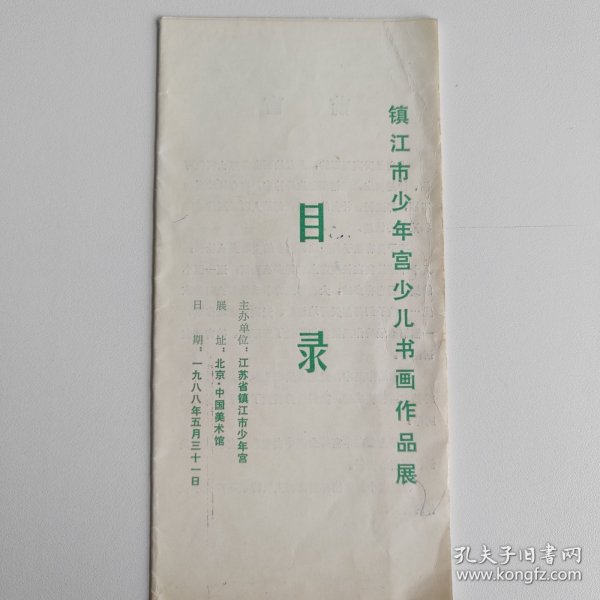 镇江市少年宫少儿书画作品展
目录
主办单位：江苏省镇江市少年宫
展址：北京·中国美术馆
日期：一九八八年五月三十一日
孔夫子旧书网
www.kongfz.com